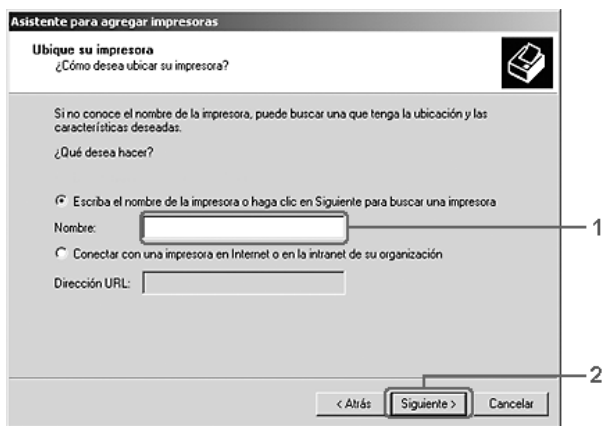 Asistente para agregar impresoras
Ubique su impresora
¿Cómo desea ubicar su impresora?
Si no conoce el nombre de la impresora, puede buscar una que tenga la ubicación y las
características deseadas.
¿Qué desea hacer?
Escriba el nombre de la impresora o haga clic en Siguiente para buscar una impresora
Nombre:
1
Conectar con una impresora en Internet o en la intranet de su organización
Dirección URL:
2
< Atrás Siguiente > Cancelar